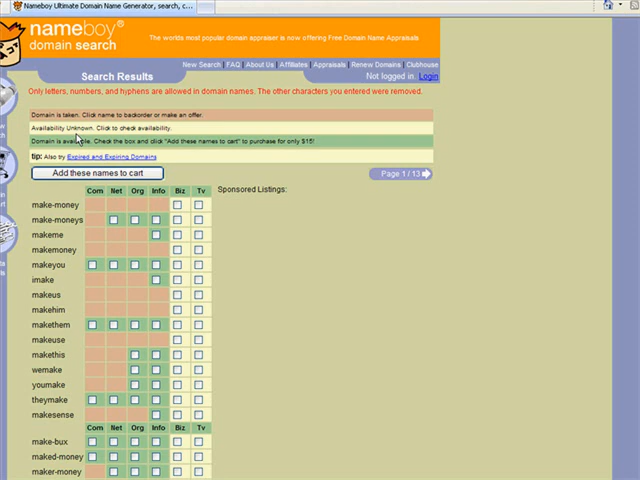 Nameboy Ultimate Domain Name Generator, search, c...
nameboy®
domain search
The worlds most popular domain appraiser is now offering Free Domain Name Appraisals
New Search | FAQ | About Us | Affiliates | Appraisals | Renew Domains | Clubhouse
Search Results
Not logged in. Login
Only letters, numbers, and hyphens are allowed in domain names. The other characters you entered were removed.
Domain is taken. Click name to backorder or make an offer.
Availability Unknown. Click to check availability.
Domain is available. Check the box and click "Add these names to cart" to purchase for only $15!
tip: Also try Expired and Expiring Domains
Add these names to cart
Page 1 / 13
Com Net Org Info Biz Tv
Sponsored Listings:
make-money
make-moneys
makeme
makemoney
makeyou
imake
makeus
makehim
makethem
makeuse
makethis
wemake
youmake
theymake
makesense
Com Net Org Info Biz Tv
make-bux
maked-money
maker-money